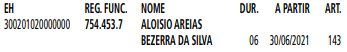 EH REG. FUNC. NOME DUR. A PARTIR ART.
300201020000000 754.453.7 ALOISIO AREIAS
BEZERRA DA SILVA 06 30/06/2021 143